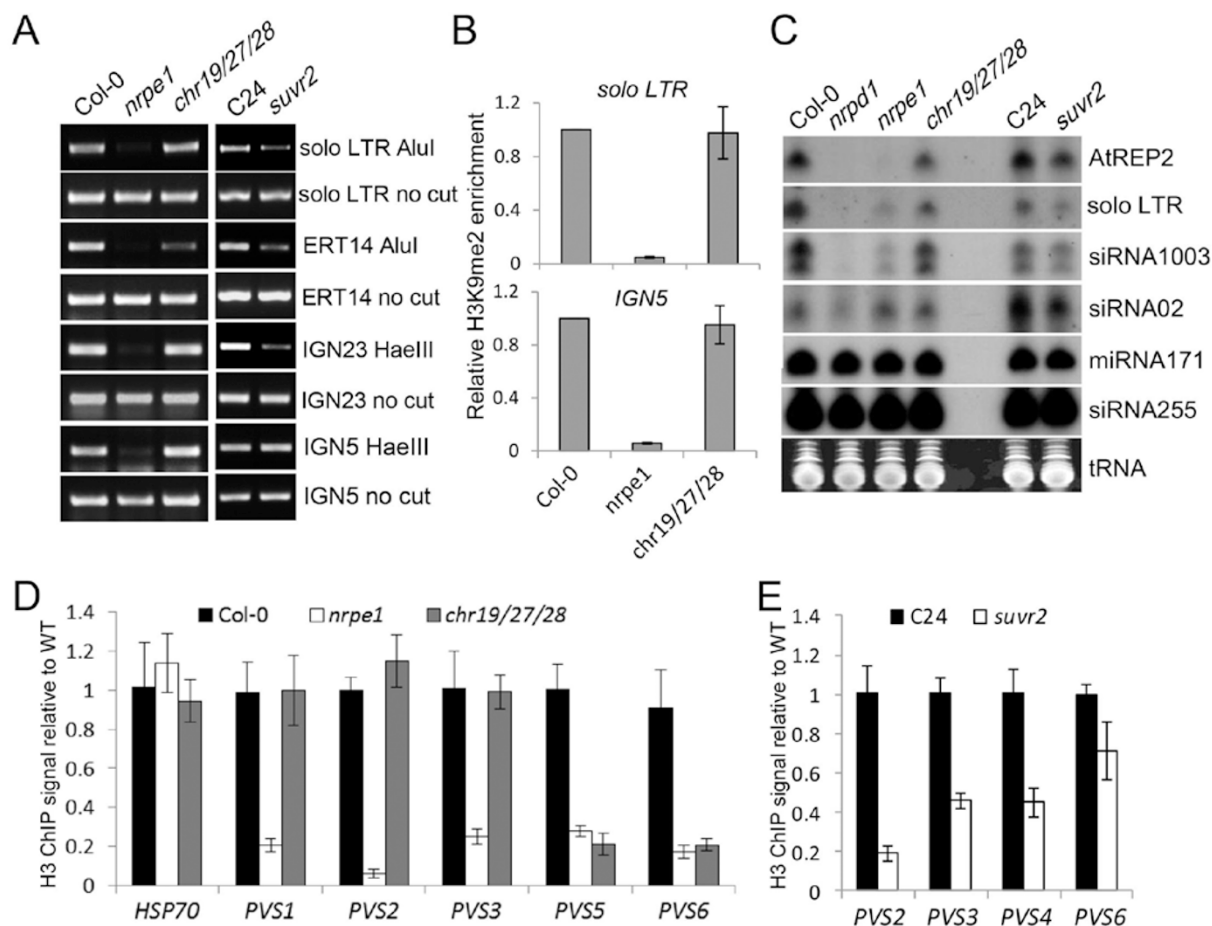 A
Col-0
nrpe1
chr19/27/28
C24
suvr2
solo LTR AluI
solo LTR no cut
ERT14 AluI
ERT14 no cut
IGN23 HaeIII
IGN23 no cut
IGN5 HaeIII
IGN5 no cut
B
Relative H3K9me2 enrichment
solo LTR
1.2
0.8
0.4
0
IGN5
1.2
0.8
0.4
0
Col-0
nrpe1
chr19/27/28
C
Col-0
nrpd1
nrpe1
chr19/27/28
C24
suvr2
AtREP2
solo LTR
siRNA1003
siRNA02
miRNA171
siRNA255
tRNA
D
H3 ChIP signal relative to WT
Col-0 nrpe1 chr19/27/28
1.4
1.2
1
0.8
0.6
0.4
0.2
0
HSP70 PVS1 PVS2 PVS3 PVS5 PVS6
E
H3 ChIP signal relative to WT
C24 suvr2
1.4
1.2
1
0.8
0.6
0.4
0.2
0
PVS2 PVS3 PVS4 PVS6